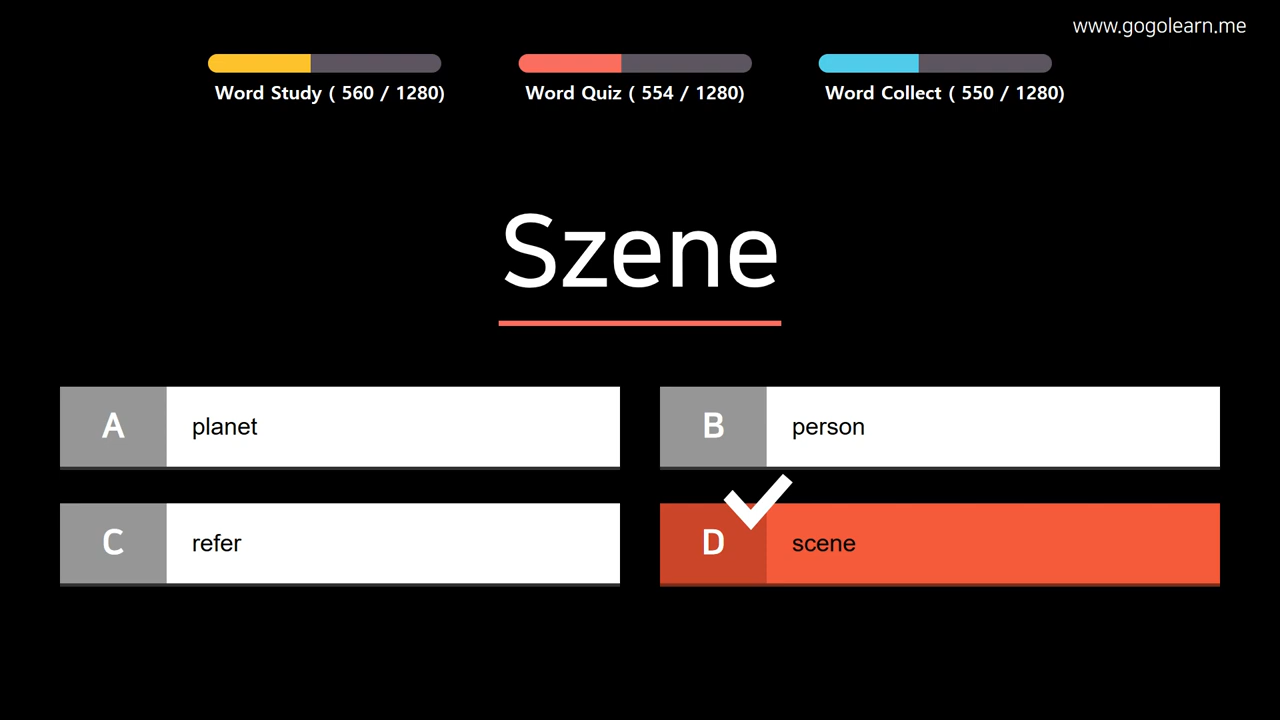 www.gogolearn.me
Word Study ( 560 / 1280)
Word Quiz ( 554 / 1280)
Word Collect ( 550 / 1280)
Szene
A planet
B person
C refer
D scene